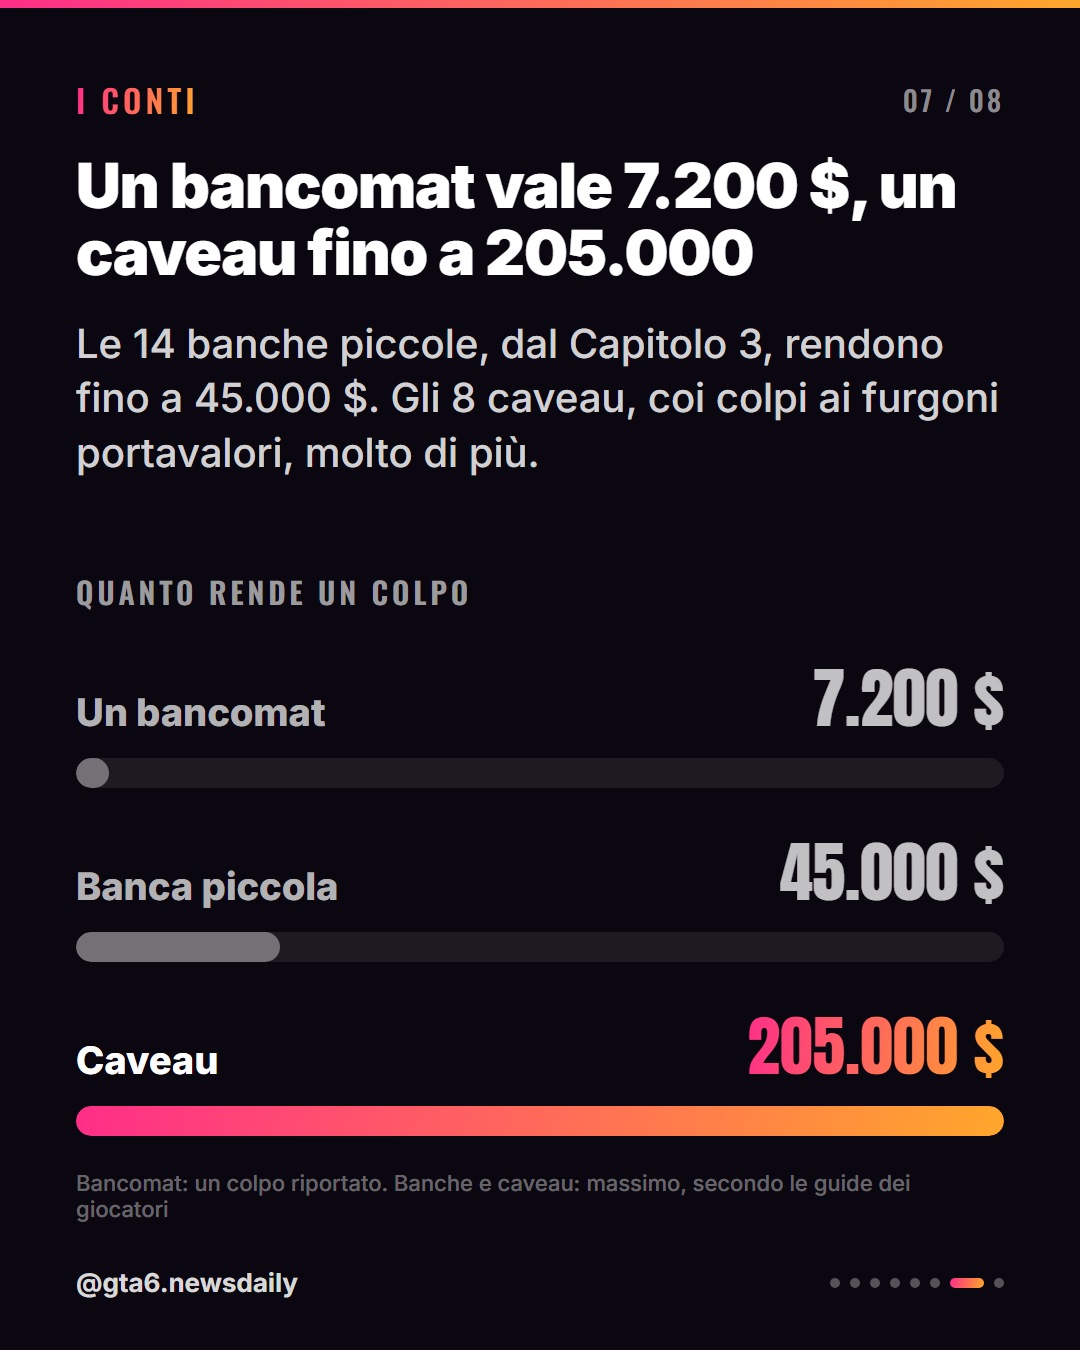 I CONTI
07 / 08
Un bancomat vale 7.200 $, un
caveau fino a 205.000
Le 14 banche piccole, dal Capitolo 3, rendono
fino a 45.000 $. Gli 8 caveau, coi colpi ai furgoni
portavalori, molto di più.
QUANTO RENDE UN COLPO
Un bancomat
7.200 $
Banca piccola
45.000 $
Caveau
205.000 $
Bancomat: un colpo riportato. Banche e caveau: massimo, secondo le guide dei
giocatori
@gta6.newsdaily